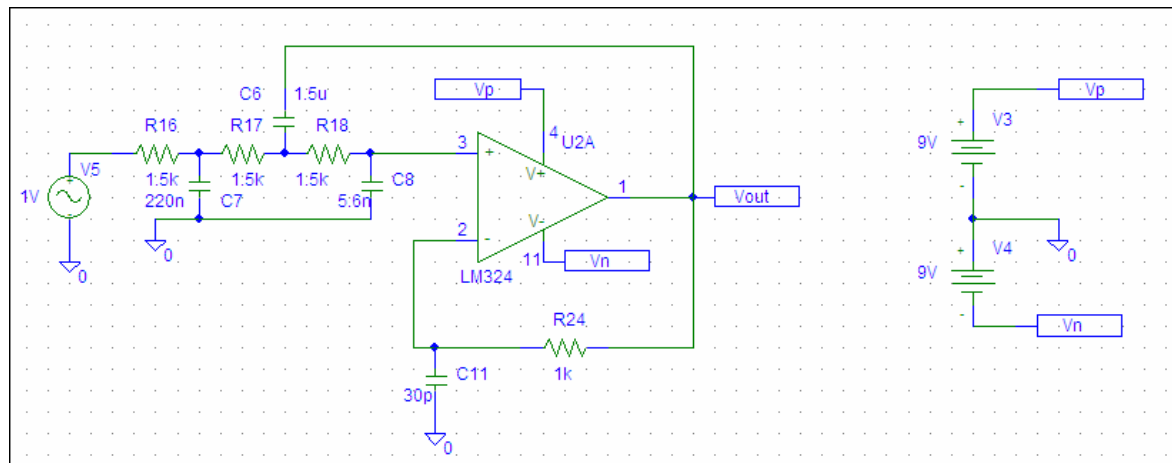 C6
1.5u
Vp
Vp
R16
R17
R18
4
U2A
V3
9V
3
+
V5
1V
1.5k
1.5k
1.5k
C8
V+
1
220n
C7
5.6n
Vout
2
-
V-
0
0
11
Vn
LM324
V4
0
9V
R24
Vn
C11
1k
30p
0